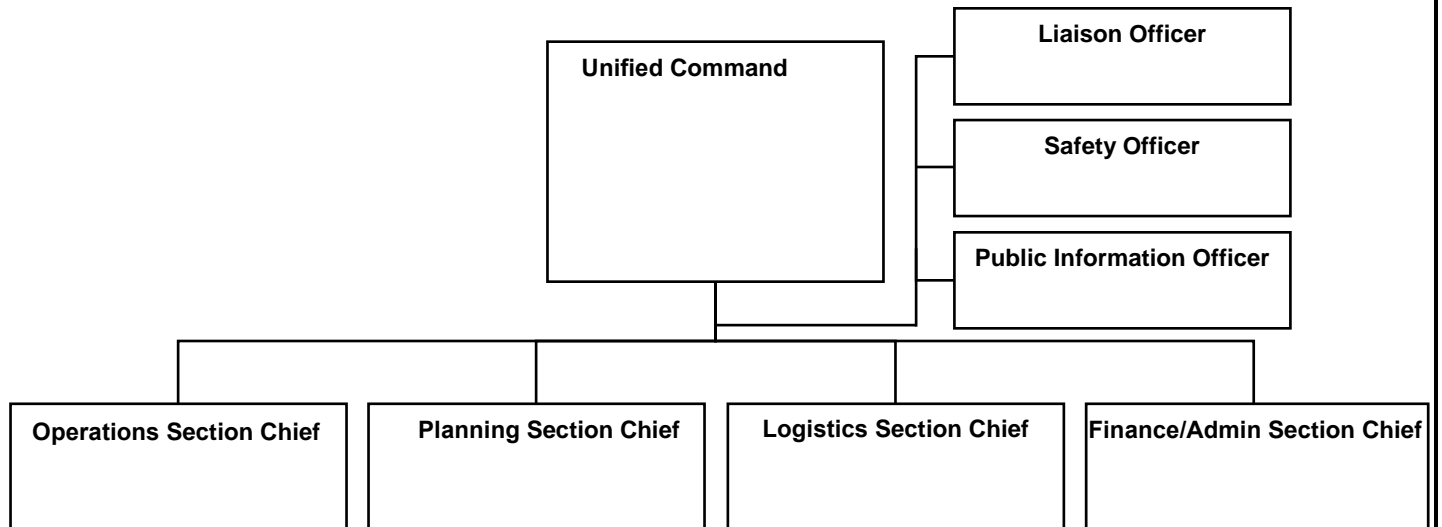 Liaison Officer
Unified Command
Safety Officer
Public Information Officer
Operations Section Chief
Planning Section Chief
Logistics Section Chief
Finance/Admin Section Chief